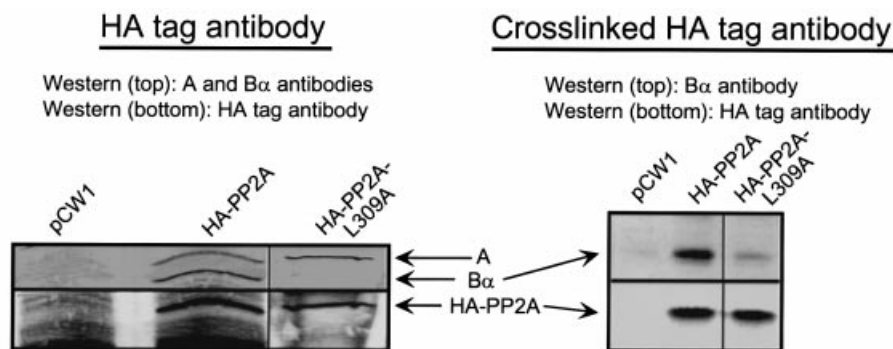 HA tag antibody
Western (top): A and Bα antibodies
Western (bottom): HA tag antibody
pCW1
HA-PP2A
HA-PP2A-
L309A
A
Bα
HA-PP2A
Crosslinked HA tag antibody
Western (top): Bα antibody
Western (bottom): HA tag antibody
pCW1
HA-PP2A
HA-PP2A-
L309A